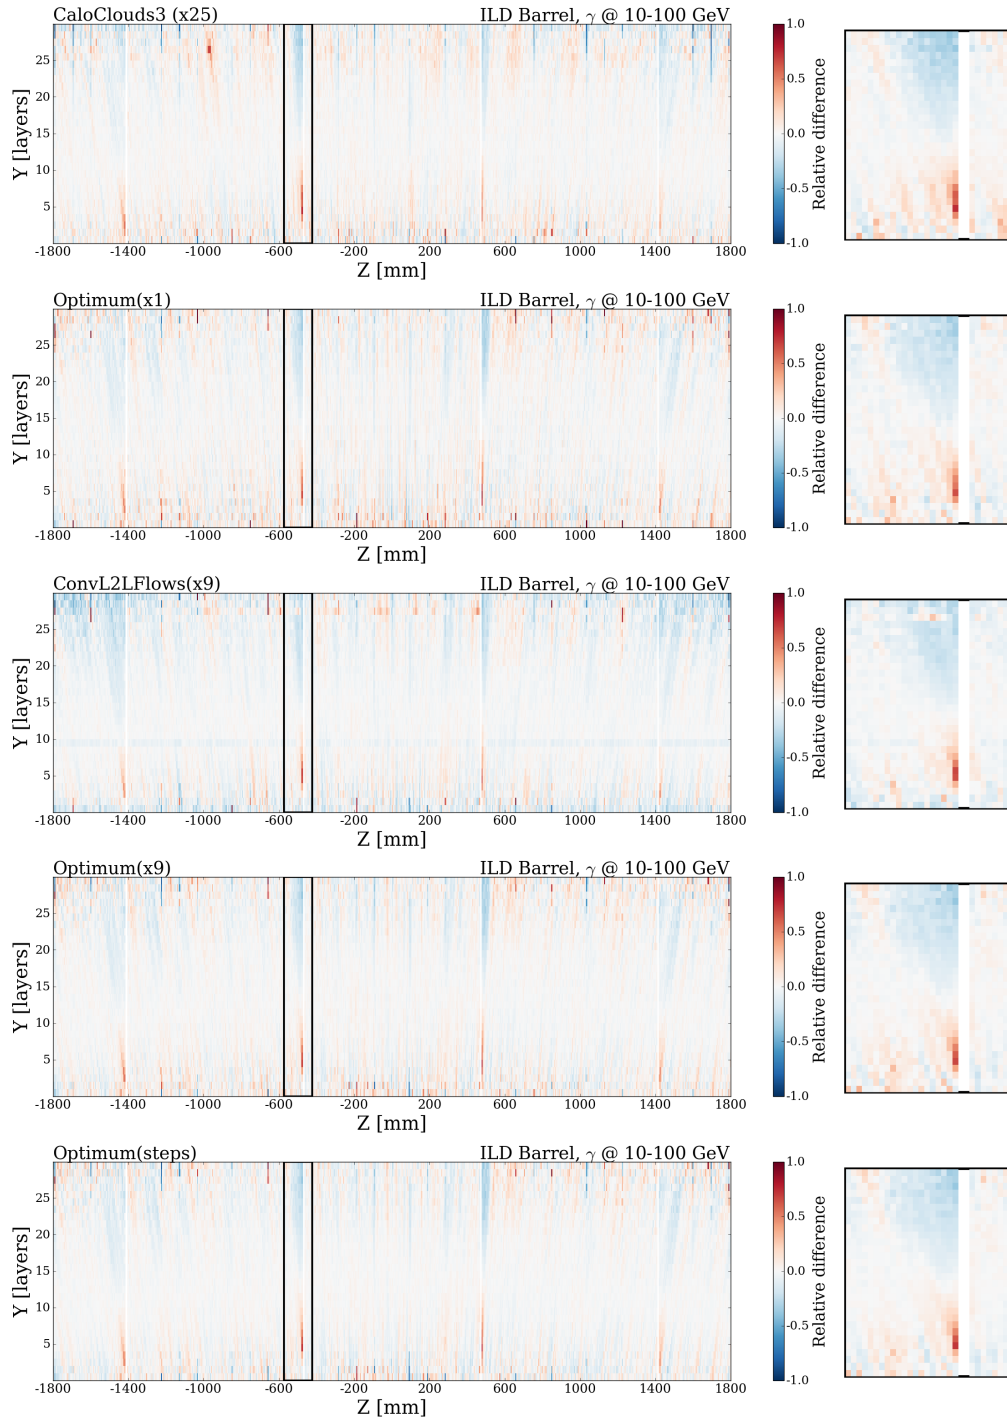 CaloClouds3 (x25)
ILD Barrel, γ @ 10-100 GeV
Y [layers]
25
20
15
10
5
-1800 -1400 -1000 -600 -200 200 600 1000 1400 1800
Z [mm]
1.0
0.5
0.0
-0.5
-1.0
Relative difference
Optimum(x1)
ILD Barrel, γ @ 10-100 GeV
Y [layers]
25
20
15
10
5
-1800 -1400 -1000 -600 -200 200 600 1000 1400 1800
Z [mm]
1.0
0.5
0.0
-0.5
-1.0
Relative difference
ConvL2LFlows(x9)
ILD Barrel, γ @ 10-100 GeV
Y [layers]
25
20
15
10
5
-1800 -1400 -1000 -600 -200 200 600 1000 1400 1800
Z [mm]
1.0
0.5
0.0
-0.5
-1.0
Relative difference
Optimum(x9)
ILD Barrel, γ @ 10-100 GeV
Y [layers]
25
20
15
10
5
-1800 -1400 -1000 -600 -200 200 600 1000 1400 1800
Z [mm]
1.0
0.5
0.0
-0.5
-1.0
Relative difference
Optimum(steps)
ILD Barrel, γ @ 10-100 GeV
Y [layers]
25
20
15
10
5
-1800 -1400 -1000 -600 -200 200 600 1000 1400 1800
Z [mm]
1.0
0.5
0.0
-0.5
-1.0
Relative difference